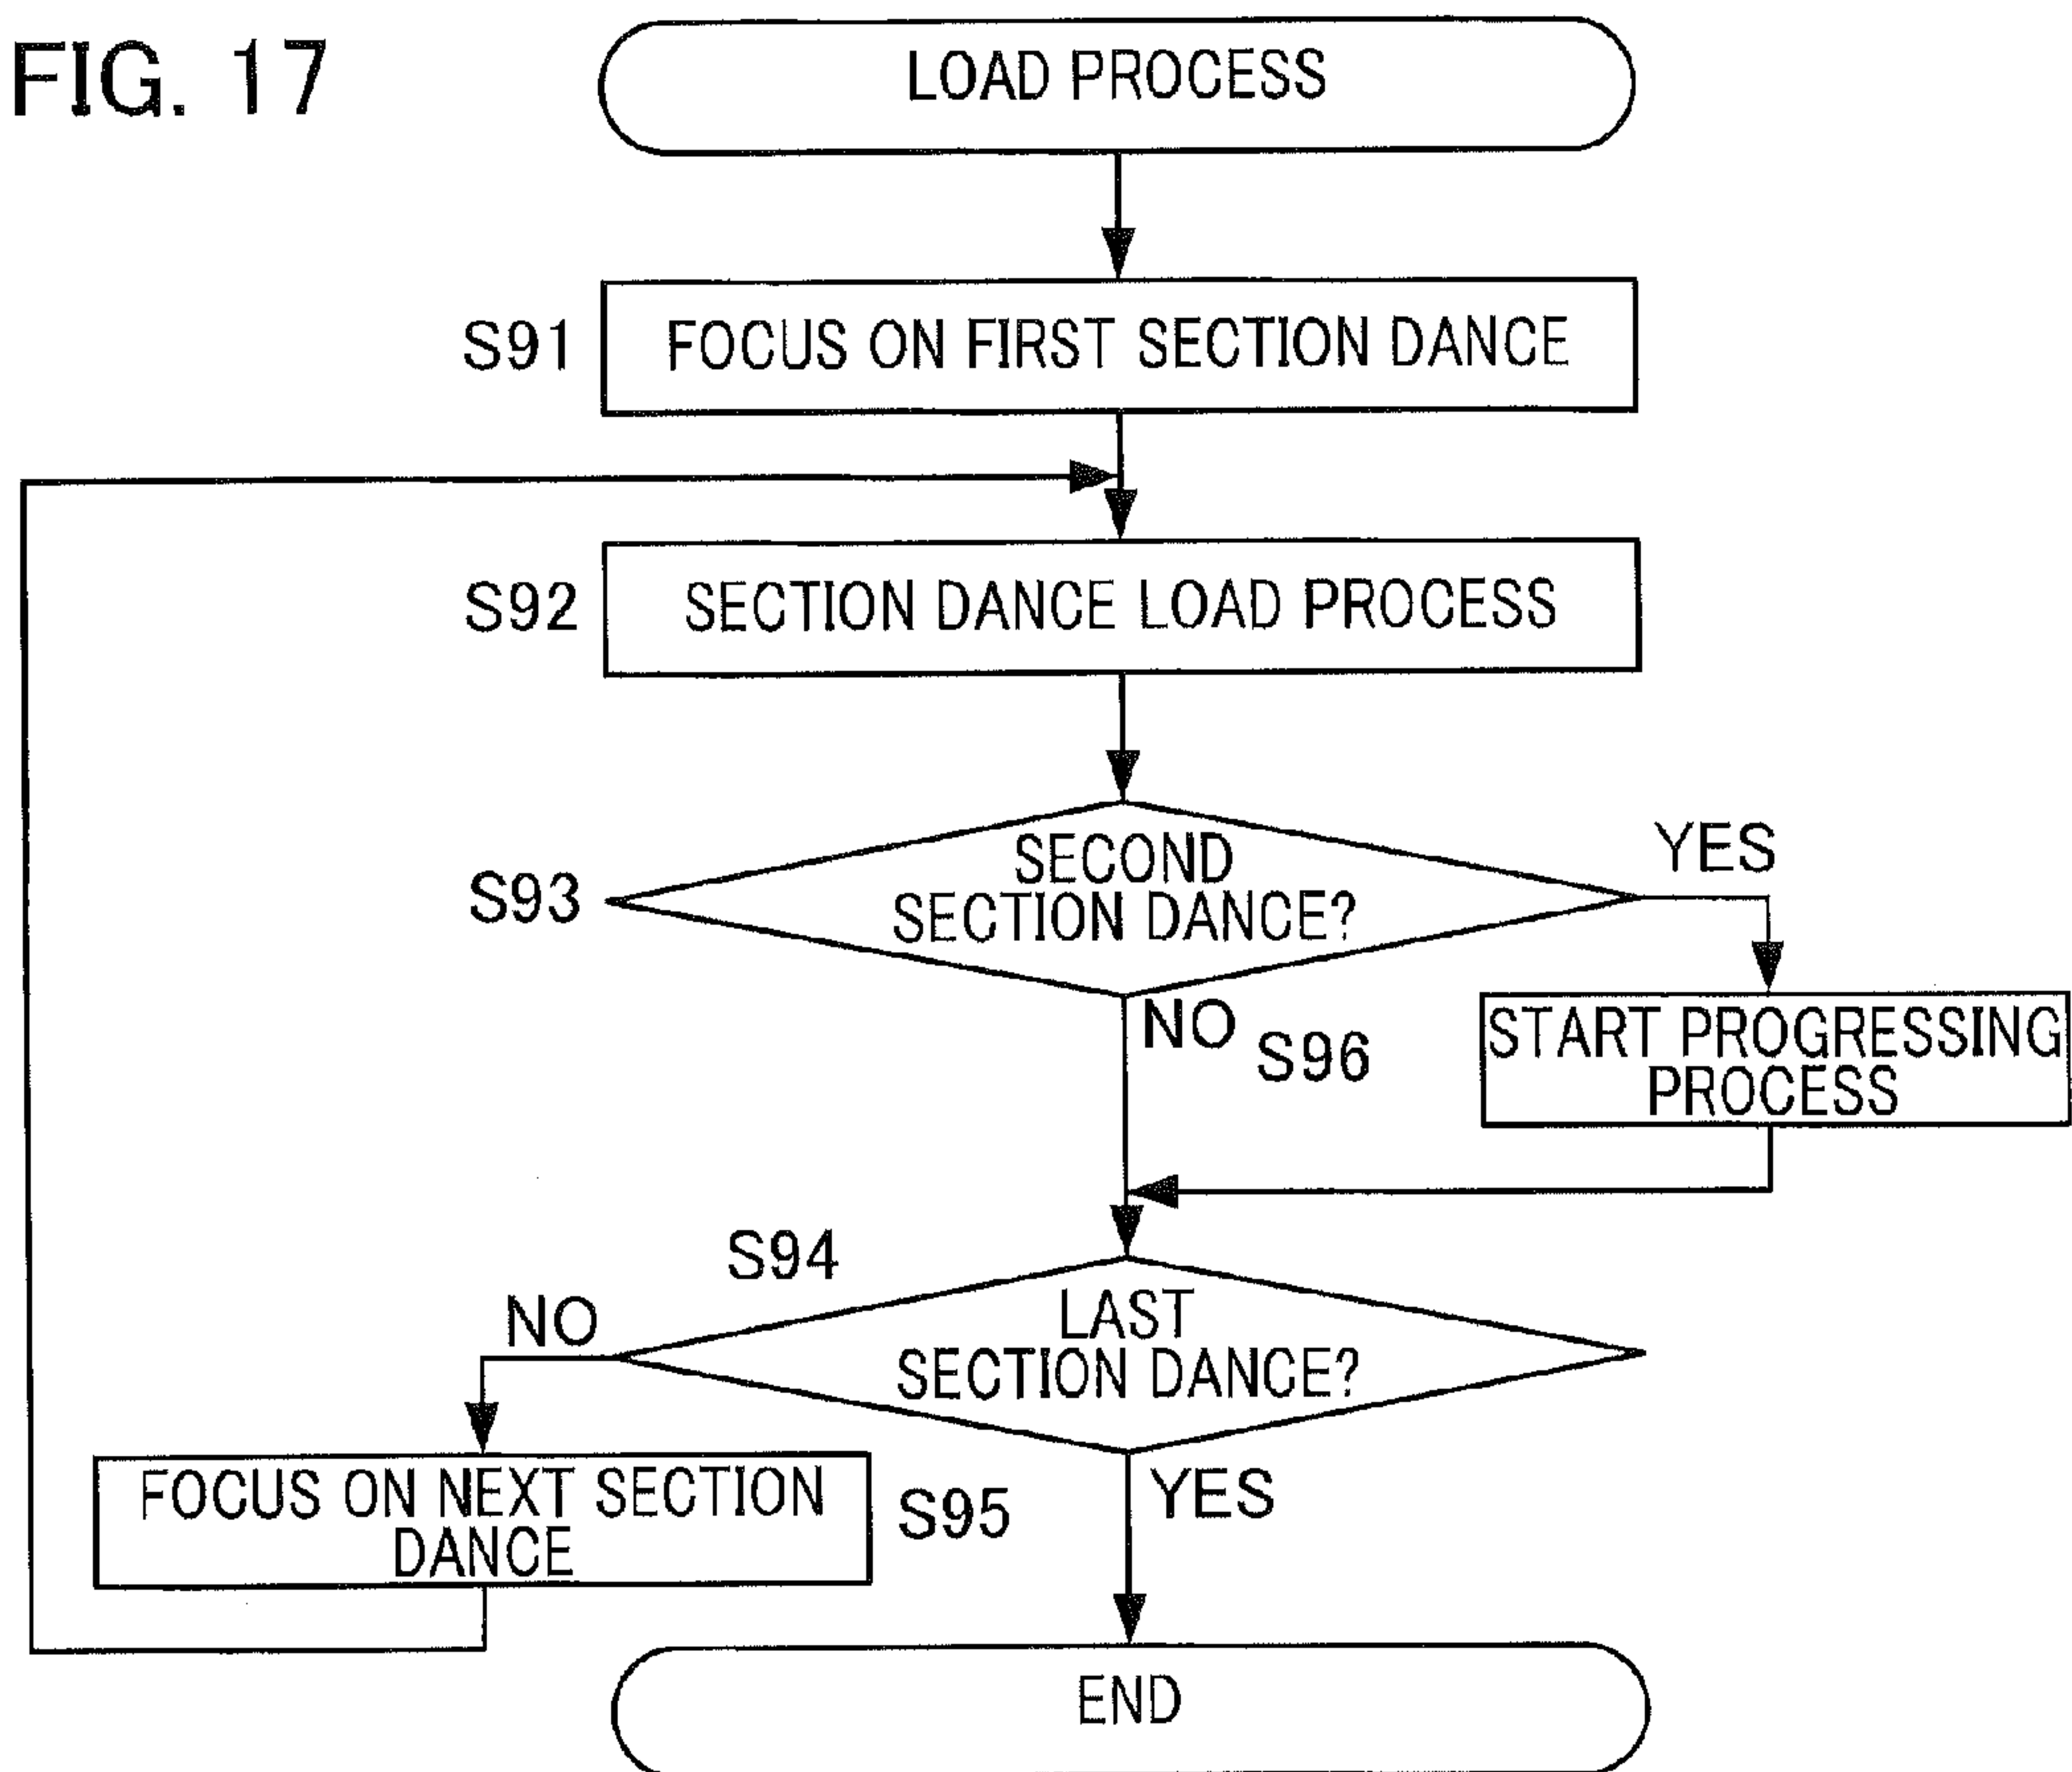 FIG. 17
LOAD PROCESS
S91
FOCUS ON FIRST SECTION DANCE
S92
SECTION DANCE LOAD PROCESS
S93
SECOND
SECTION DANCE?
YES
NO
S96
START PROGRESSING
PROCESS
S94
LAST
SECTION DANCE?
NO
YES
FOCUS ON NEXT SECTION
DANCE
S95
END